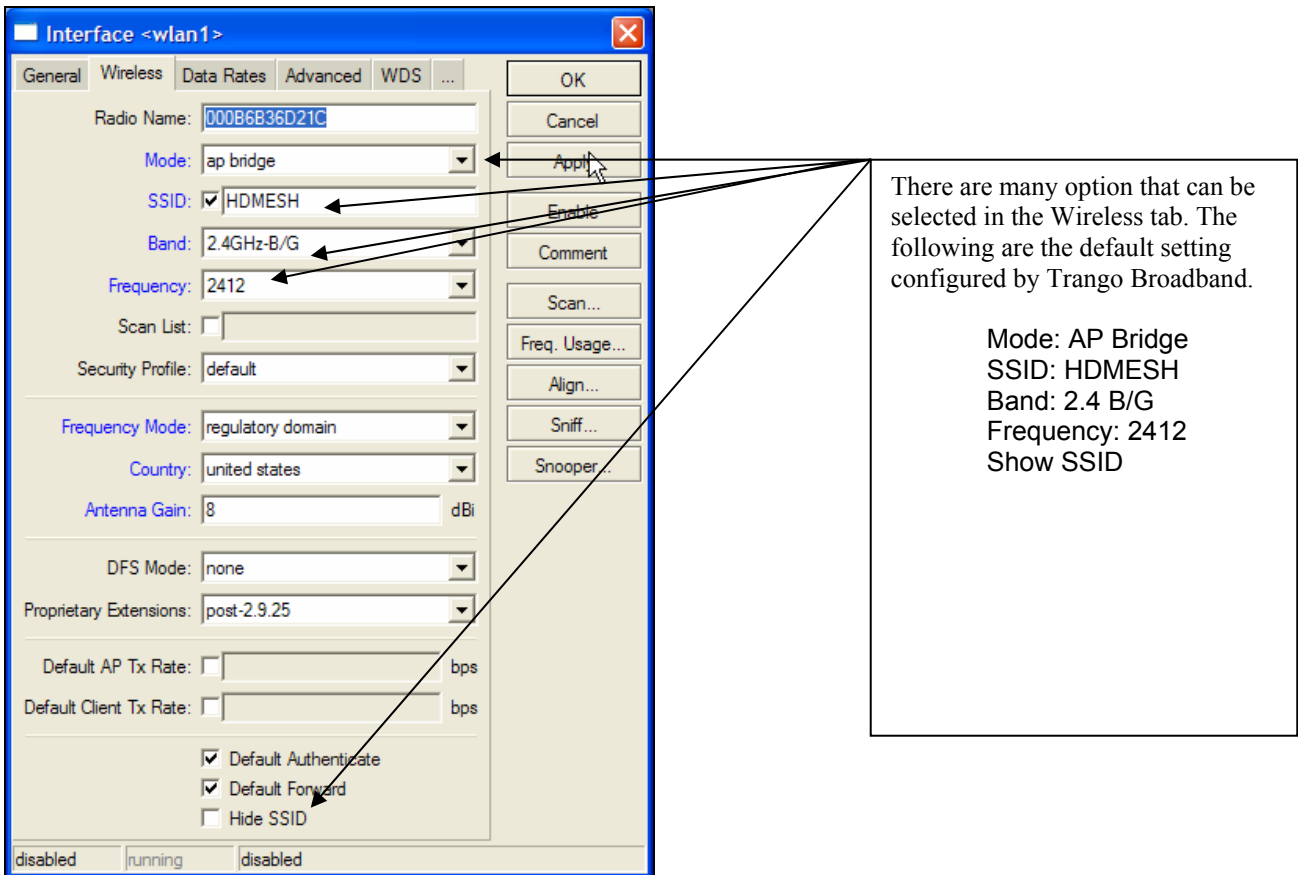 Interface <wlan1>
General Wireless Data Rates Advanced WDS ...
Radio Name: 000B6B36D21C
Mode: ap bridge
SSID: HDMESH
Band: 2.4GHz-B/G
Frequency: 2412
Scan List:
Security Profile: default
Frequency Mode: regulatory domain
Country: united states
Antenna Gain: 8 dBi
DFS Mode: none
Proprietary Extensions: post-2.9.25
Default AP Tx Rate: bps
Default Client Tx Rate: bps
Default Authenticate
Default Forward
Hide SSID
disabled running disabled
OK
Cancel
Apply
Enable
Comment
Scan...
Freq. Usage...
Align...
Sniff...
Snooper...
There are many option that can be
selected in the Wireless tab. The
following are the default setting
configured by Trango Broadband.
Mode: AP Bridge
SSID: HDMESH
Band: 2.4 B/G
Frequency: 2412
Show SSID